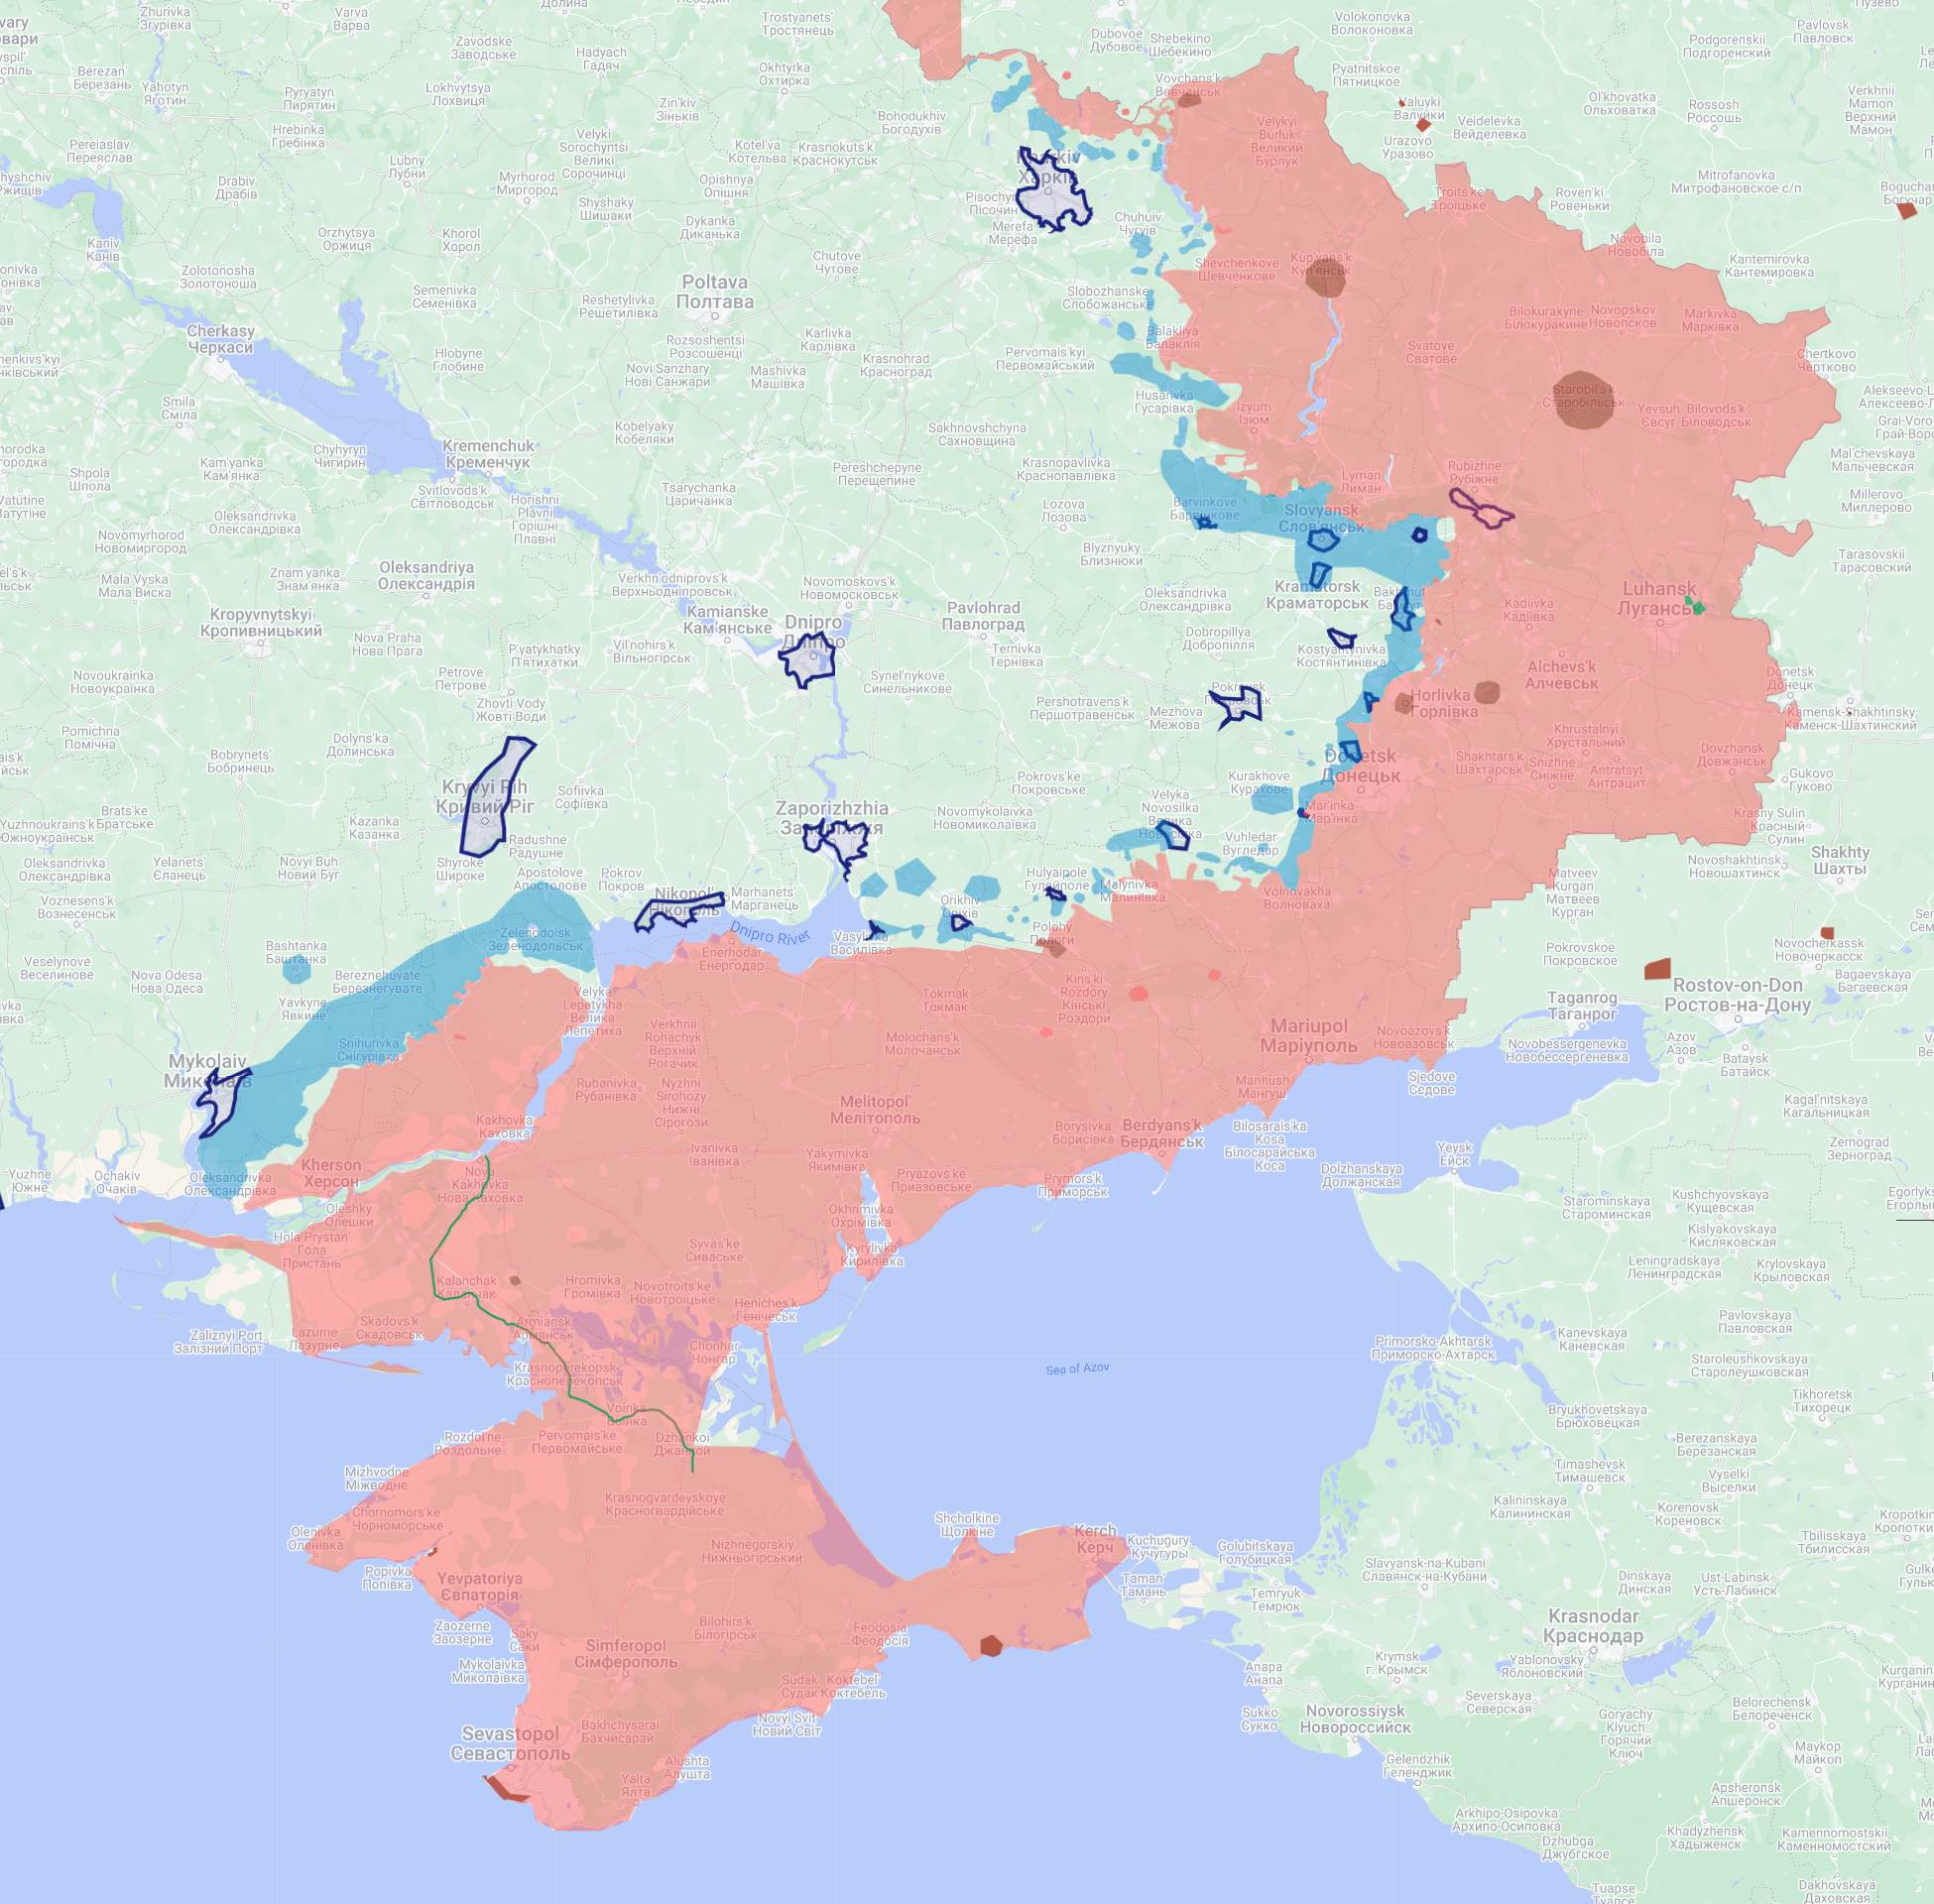 Zhurivka
Згурівка
Varva
Варва
Долина
Лебедин
Zavodske
Заводське
Hadyach
Гадяч
Trostyanets'
Тростянець
Dubovoe
Дубовое
Shebekino
Шебекино
Volokonovka
Волоконовка
Podgorenskii
Подгоренский
Pavlovsk
Павловск
Berezan'
Березань
Yahotyn
Яготин
Pyryatyn
Пирятин
Lokhvytsya
Лохвиця
Okhtyrka
Охтирка
Vovchans'k
Вовчанськ
Pyatnitskoe
Пятницкое
Valuyki
Валуйки
Ol'khovatka
Ольховатка
Rossosh
Россошь
Verkhnii
Mamon
Верхний
Мамон
Hrebinka
Гребінка
Zin'kiv
Зіньків
Bohodukhiv
Богодухів
Velykyi
Burluk
Великий
Бурлук
Urazovo
Уразово
Veidelevka
Вейделевка
Pereiaslav
Переяслав
Lubny
Лубни
Velyki
Sorochyntsi
Великі
Сорочинці
Kotel'va
Котельва
Krasnokuts'k
Краснокутськ
Drabiv
Драбів
Myrhorod
Миргород
Opishnya
Опішня
Troits'ke
Троїцьке
Roven'ki
Ровеньки
Mitrofanovka
Митрофановское с/п
Shyshaky
Шишаки
Dykanka
Диканька
Merefa
Мерефа
Chuhuiv
Чугуїв
Kaniv
Канів
Orzhytsya
Оржиця
Khorol
Хорол
Novobila
Новобіла
Zolotonosha
Золотоноша
Chutove
Чутове
Shevchenkove
Шевченкове
Kup'yans'k
Куп'янськ
Kantemirovka
Кантемировка
Semenivka
Семенівка
Reshetylivka
Решетилівка
Poltava
Полтава
Slobozhanske
Слобожанське
Bilokurakyne
Білокуракине
Novopskov
Новопсков
Markivka
Марківка
Cherkasy
Черкаси
Hlobyne
Глобине
Rozsoshentsi
Розсошенці
Karlivka
Карлівка
Krasnohrad
Красноград
Pervomais'kyi
Первомайський
Balakliya
Балаклія
Svatove
Сватове
Chertkovo
Чертково
Novi Sanzhary
Нові Санжари
Mashivka
Машівка
Husarivka
Гусарівка
Starobil's'k
Старобільськ
Smila
Сміла
Kobelyaky
Кобеляки
Sakhnovshchyna
Сахновщина
Izyum
Ізюм
Yevsuh
Євсуг
Bilovods'k
Біловодськ
Chyhyryn
Чигирин
Kremenchuk
Кременчук
Mal'chevskaya
Мальчевская
Shpola
Шпола
Kam'yanka
Кам'янка
Svitlovods'k
Світловодськ
Pereshchepyne
Перещепине
Krasnopavlivka
Краснопавлівка
Lyman
Лиман
Rubizhne
Рубіжне
Oleksandrivka
Олександрівка
Horishni
Plavni
Горішні
Плавні
Tsarychanka
Царичанка
Lozova
Лозова
Barvinkove
Барвінкове
Slovyansk
Слов'янськ
Millerovo
Миллерово
Novomyrhorod
Новомиргород
Blyznyuky
Близнюки
Tarasovskii
Тарасовский
Mala Vyska
Мала Виска
Znam'yanka
Знам'янка
Oleksandriya
Олександрія
Verkhn'odniprovs'k
Верхньодніпровськ
Novomoskovs'k
Новомосковськ
Oleksandrivka
Олександрівка
Kramatorsk
Краматорськ
Luhansk
Луганськ
Kropyvnytskyi
Кропивницький
Kamianske
Кам'янське
Dnipro
Дніпро
Pavlohrad
Павлоград
Kadiivka
Кадіївка
Nova Praha
Нова Прага
P'yatykhatky
П'ятихатки
Vil'nohirs'k
Вільногірськ
Ternivka
Тернівка
Dobropillya
Добропілля
Kostyantynivka
Костянтинівка
Novoukrainka
Новоукраїнка
Petrove
Петрове
Synel'nykove
Синельникове
Alchevs'k
Алчевськ
Donetsk
Донецк
Zhovti Vody
Жовті Води
Pershotravens'k
Першотравенськ
Mezhova
Межова
Pokrovsk
Покровськ
Horlivka
Горлівка
Kamensk-Shakhtinsky
Каменск-Шахтинский
Pomichna
Помічна
Bobrynets'
Бобринець
Dolyns'ka
Долинська
Khrustalnyi
Хрустальний
Dovzhansk
Довжанськ
Kryvyi Rih
Кривий Ріг
Sofiivka
Софіївка
Pokrovs'ke
Покровське
Kurakhove
Курахове
Donetsk
Донецьк
Shakhtars'k
Шахтарськ
Snizhne
Сніжне
Antratsyt
Антрацит
Gukovo
Гуково
Brats'ke
Братське
Kazanka
Казанка
Zaporizhzhia
Запоріжжя
Novomykolaivka
Новомиколаївка
Velyka
Novosilka
Велика
Новосілка
Mar'inka
Мар'їнка
Krasny Sulin
Красный
Сулин
Yuzhnoukrains'k
Южноукраїнськ
Radushne
Радушне
Vuhledar
Вугледар
Oleksandrivka
Олександрівка
Yelanets'
Єланець
Novyi Buh
Новий Буг
Shyroke
Широке
Apostolove
Апостолове
Pokrov
Покров
Nikopol'
Нікополь
Marhanets
Марганець
Hulyaipole
Гуляйполе
Malynivka
Малинівка
Volnovakha
Волноваха
Matveev
Kurgan
Матвеев
Курган
Novoshakhtinsk
Новошахтинск
Shakhty
Шахты
Voznesens'k
Вознесенськ
Orikhiv
Оріхів
Zelenodolsk
Зеленодольськ
Dnipro River
Vasylivka
Василівка
Polohy
Пологи
Bashtanka
Баштанка
Enerhodar
Енергодар
Pokrovskoe
Покровское
Novocherkassk
Новочеркасск
Veselynove
Веселинове
Nova Odesa
Нова Одеса
Bereznehuvate
Березнегувате
Kins'ki
Rozdory
Кінські
Роздори
Bagaevskaya
Багаевская
Yavkyne
Явкине
Velyka
Lepetykha
Велика
Лепетиха
Tokmak
Токмак
Taganrog
Таганрог
Rostov-on-Don
Ростов-на-Дону
Verkhnii
Rohachyk
Верхній
Рогачик
Molochans'k
Молочанськ
Mariupol
Маріуполь
Novoazovs'k
Новоазовськ
Novobessergenevka
Новобессергеневка
Azov
Азов
Bataysk
Батайск
Mykolaiv
Миколаїв
Snihurivka
Снігурівка
Rubanivka
Рубанівка
Nyzhni
Sirohozy
Нижні
Сірогози
Manhush
Мангуш
Sjedove
Сєдове
Melitopol'
Мелітополь
Kagal'nitskaya
Кагальницкая
Kakhovka
Каховка
Borysivka
Борисівка
Berdyans'k
Бердянськ
Bilosarais'ka
Kosa
Білосарайська
Коса
Zernograd
Зерноград
Yuzhne
Южне
Ochakiv
Очаків
Oleksandrivka
Олександрівка
Kherson
Херсон
Nova
Kakhovka
Нова Каховка
Ivanivka
Іванівка
Yakymivka
Якимівка
Pryazovs'ke
Приазовське
Prymors'k
Приморськ
Yeysk
Ейск
Dolzhanskaya
Должанская
Oleshky
Олешки
Okhrimivka
Охрімівка
Starominskaya
Староминская
Kushchyovskaya
Кущевская
Kislyakovskaya
Кисляковская
Hola Prystan'
Гола
Пристань
Syvas'ke
Сиваське
Kyrylivka
Кирилівка
Leningradskaya
Ленинградская
Krylovskaya
Крыловская
Kalanchak
Каланчак
Hromivka
Громівка
Novotroits'ke
Новотроїцьке
Heniches'k
Генічеськ
Zaliznyi Port
Залізний Порт
Lazurne
Лазурне
Skadovs'k
Скадовськ
Armiansk
Армянськ
Chonhar
Чонгар
Primorsko-Akhtarsk
Приморско-Ахтарск
Kanevskaya
Каневская
Pavlovskaya
Павловская
Krasnoperekopsk
Красноперекопськ
Sea of Azov
Staroleushkovskaya
Старолеушковская
Voinka
Воїнка
Bryukhovetskaya
Брюховецкая
Tikhoretsk
Тихорецк
Rozdol'ne
Роздольне
Pervomais'ke
Первомайське
Dzhankoi
Джанкой
Berezanskaya
Березанская
Mizhvodne
Міжводне
Timashevsk
Тимашевск
Vyselki
Выселки
Krasnogvardeyskoye
Красногвардійське
Chornomors'ke
Чорноморське
Kalininskaya
Калининская
Korenovsk
Кореновск
Olenivka
Оленівка
Shcholkine
Щолкіне
Kerch
Керч
Kuchugury
Кучугуры
Golubitskaya
Голубицкая
Tbilisskaya
Тбилисская
Nizhnegorskiy
Нижньогірський
Slavyansk-na-Kubani
Славянск-на-Кубани
Popivka
Попівка
Yevpatoriya
Євпаторія
Taman'
Тамань
Temryuk
Темрюк
Dinskaya
Динская
Ust-Labinsk
Усть-Лабинск
Zaozerne
Заозерне
Saky
Саки
Bilohirs'k
Білогірськ
Feodosia
Феодосія
Krasnodar
Краснодар
Simferopol
Сімферополь
Mykolaivka
Миколаївка
Anapa
Анапа
Krymsk
г. Крымск
Yablonovsky
Яблоновский
Sudak
Судак
Koktebel'
Коктебель
Severskaya
Северская
Belorechensk
Белореченск
Sevastopol
Севастополь
Bakhchysarai
Бахчисарай
Novyi Svit
Новий Світ
Sukko
Сукко
Novorossiysk
Новороссийск
Goryachy
Klyuch
Горячий
Ключ
Maykop
Майкоп
Alushta
Алушта
Yalta
Ялта
Gelendzhik
Геленджик
Apsheronsk
Апшеронск
Arkhipo-Osipovka
Архипо-Осиповка
Khadyzhensk
Хадыженск
Kamennomostskii
Каменномостский
Dzhubga
Джубгое
Tuapse
Туапсе
Dakhovskaya
Даховская